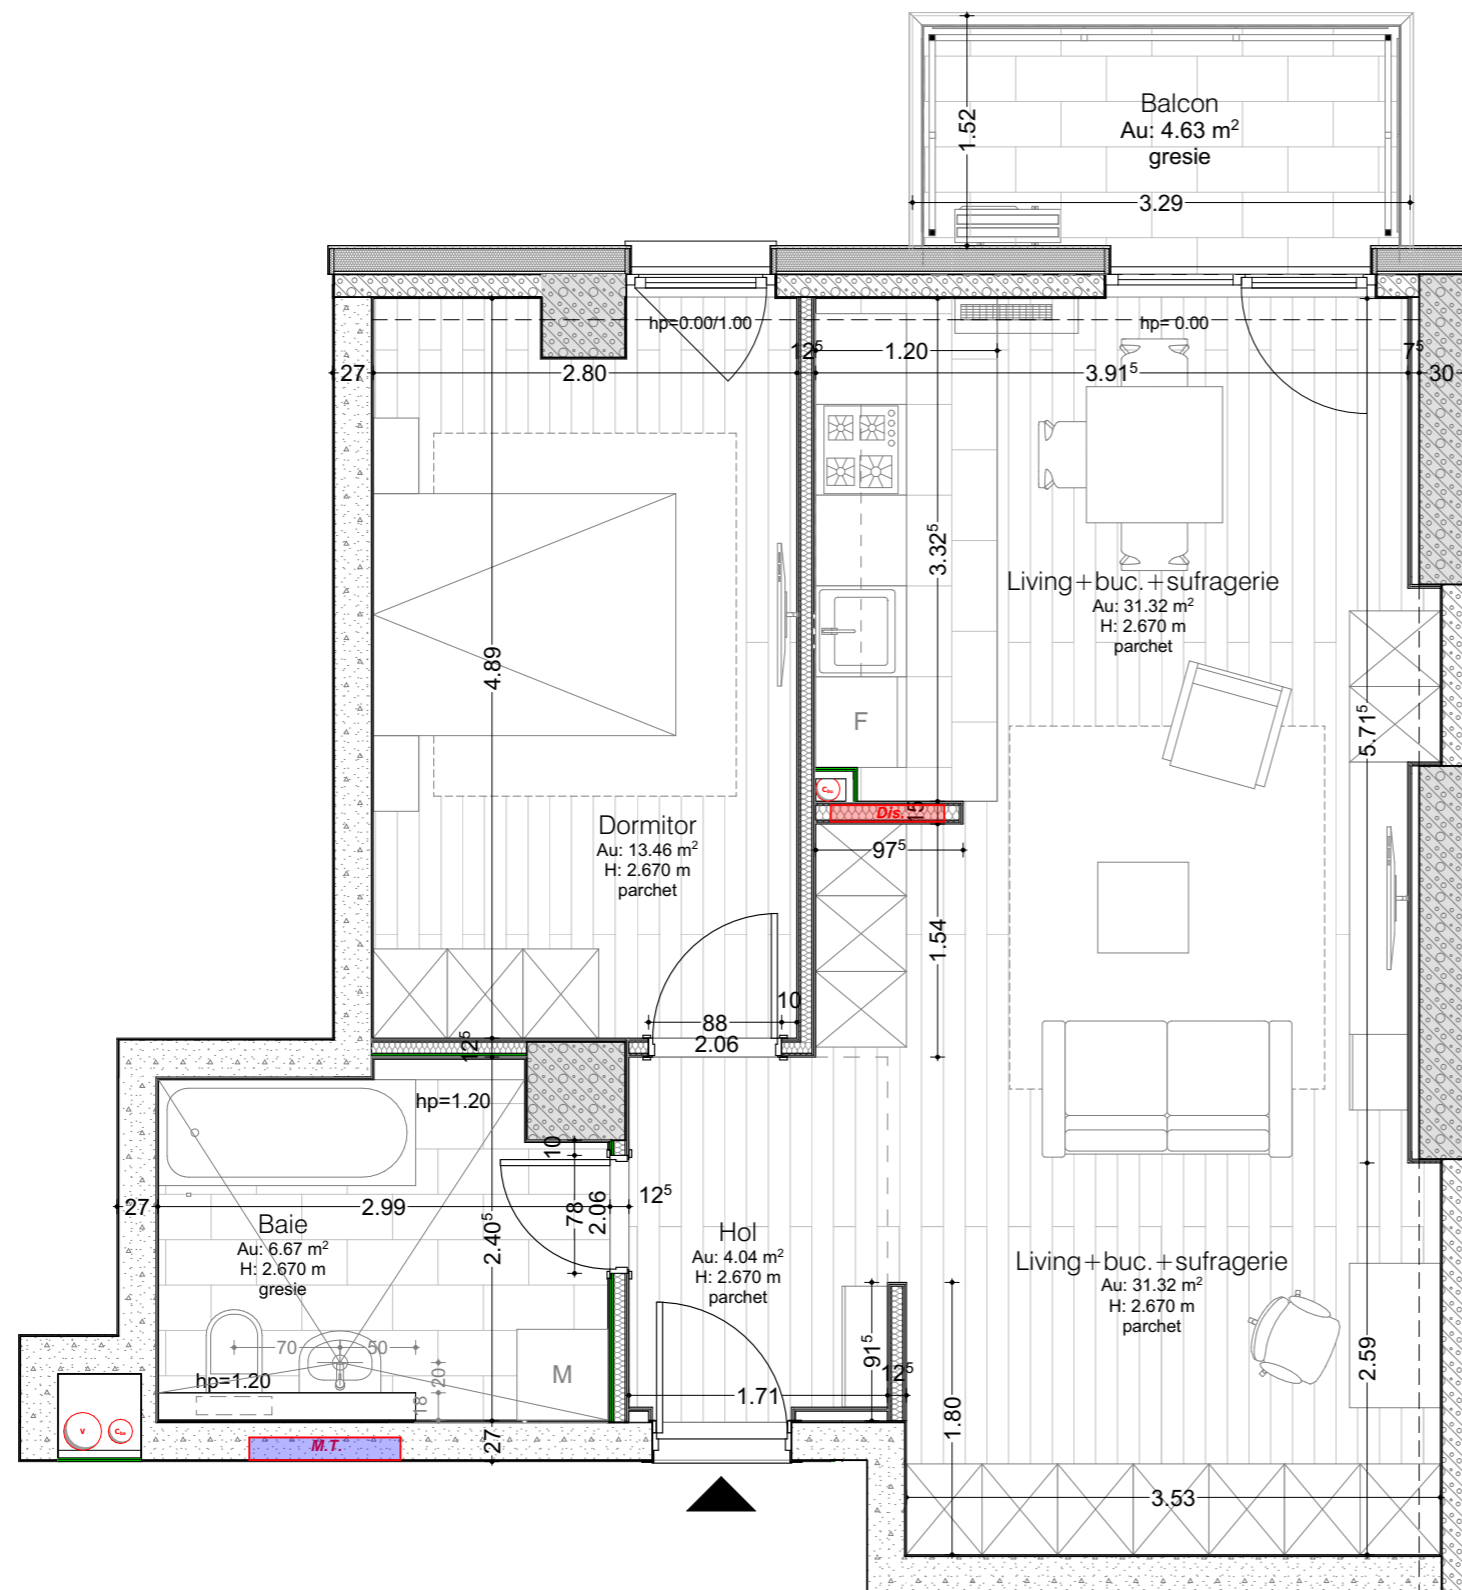 Balcon
Au: 4.63 m²
gresie
1.52
3.29
hp=0.00/1.00
hp= 0.00
12⁵
1.20
7⁵
27
2.80
3.91⁵
30
4.89
3.32⁵
Living+buc.+sufragerie
Au: 31.32 m²
H: 2.670 m
parchet
F
5.71⁵
Dis.
15
Dormitor
Au: 13.46 m²
H: 2.670 m
parchet
97⁵
1.54
10
88
2.06
12⁵
hp=1.20
10
27
2.99
2.40⁵
78
2.06
12⁵
Baie
Au: 6.67 m²
H: 2.670 m
gresie
Hol
Au: 4.04 m²
H: 2.670 m
parchet
Living+buc.+sufragerie
Au: 31.32 m²
H: 2.670 m
parchet
70
50
20
18
hp=1.20
M
91⁵
12⁵
1.71
1.80
2.59
V
M.T.
27
3.53